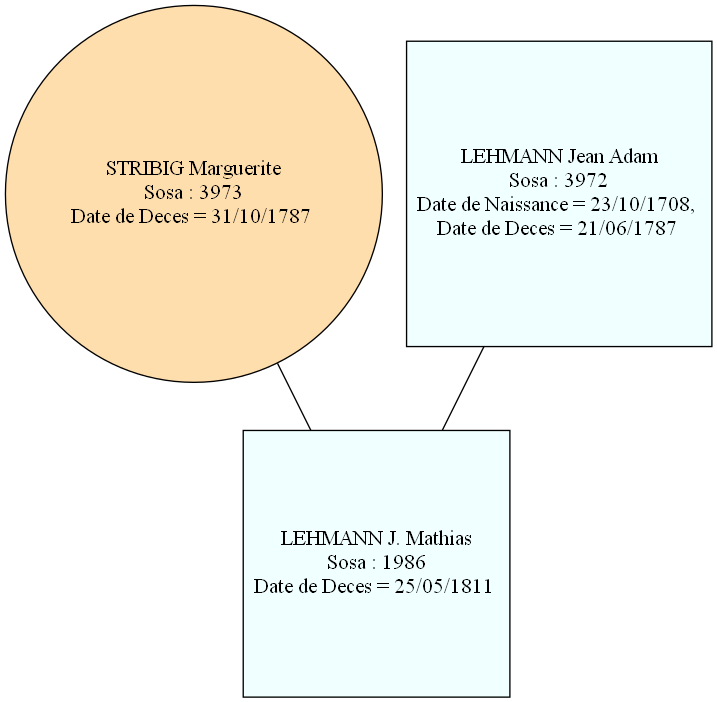 STRIBIG Marguerite
Sosa : 3973
Date de Deces = 31/10/1787
LEHMANN Jean Adam
Sosa : 3972
Date de Naissance = 23/10/1708,
Date de Deces = 21/06/1787
LEHMANN J. Mathias
Sosa : 1986
Date de Deces = 25/05/1811